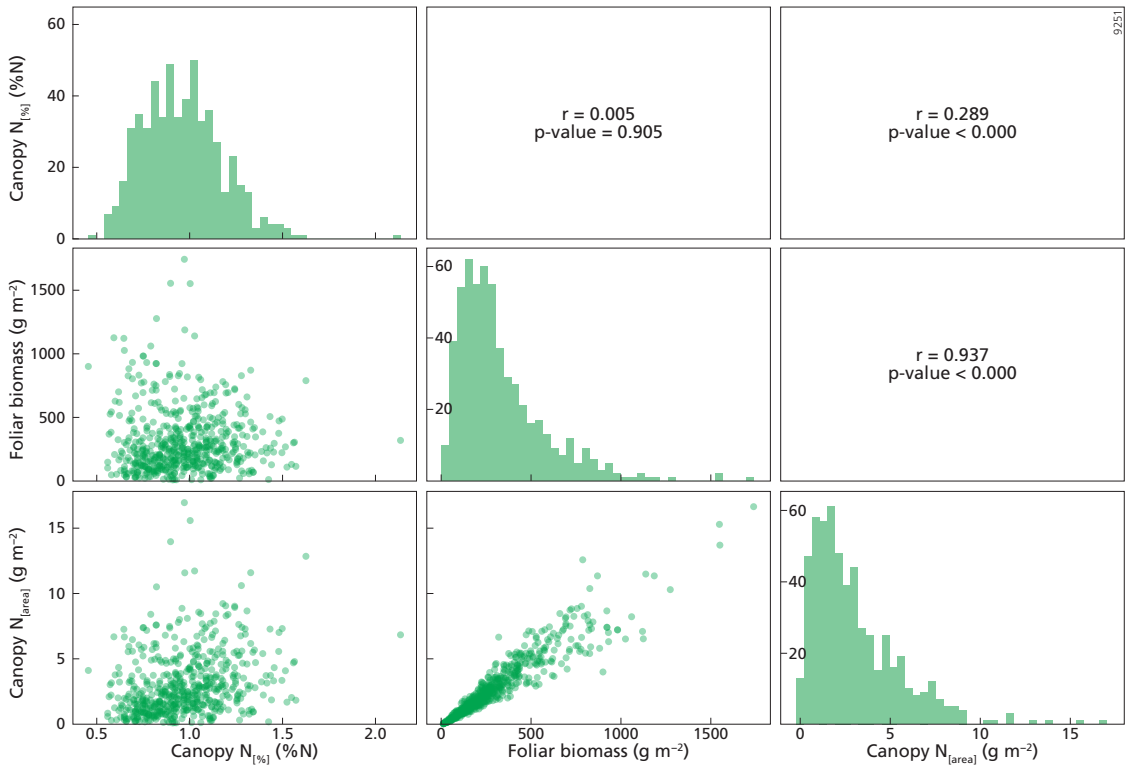 9251
60
40
20
0
Canopy N[%] (%N)
r = 0.005
p-value = 0.905
r = 0.289
p-value < 0.000
1500
1000
500
0
Foliar biomass (g m⁻²)
60
40
20
r = 0.937
p-value < 0.000
15
10
5
0
Canopy N[area] (g m⁻²)
60
40
20
0.5 1.0 1.5 2.0
Canopy N[%] (%N)
0 500 1000 1500
Foliar biomass (g m⁻²)
0 5 10 15
Canopy N[area] (g m⁻²)